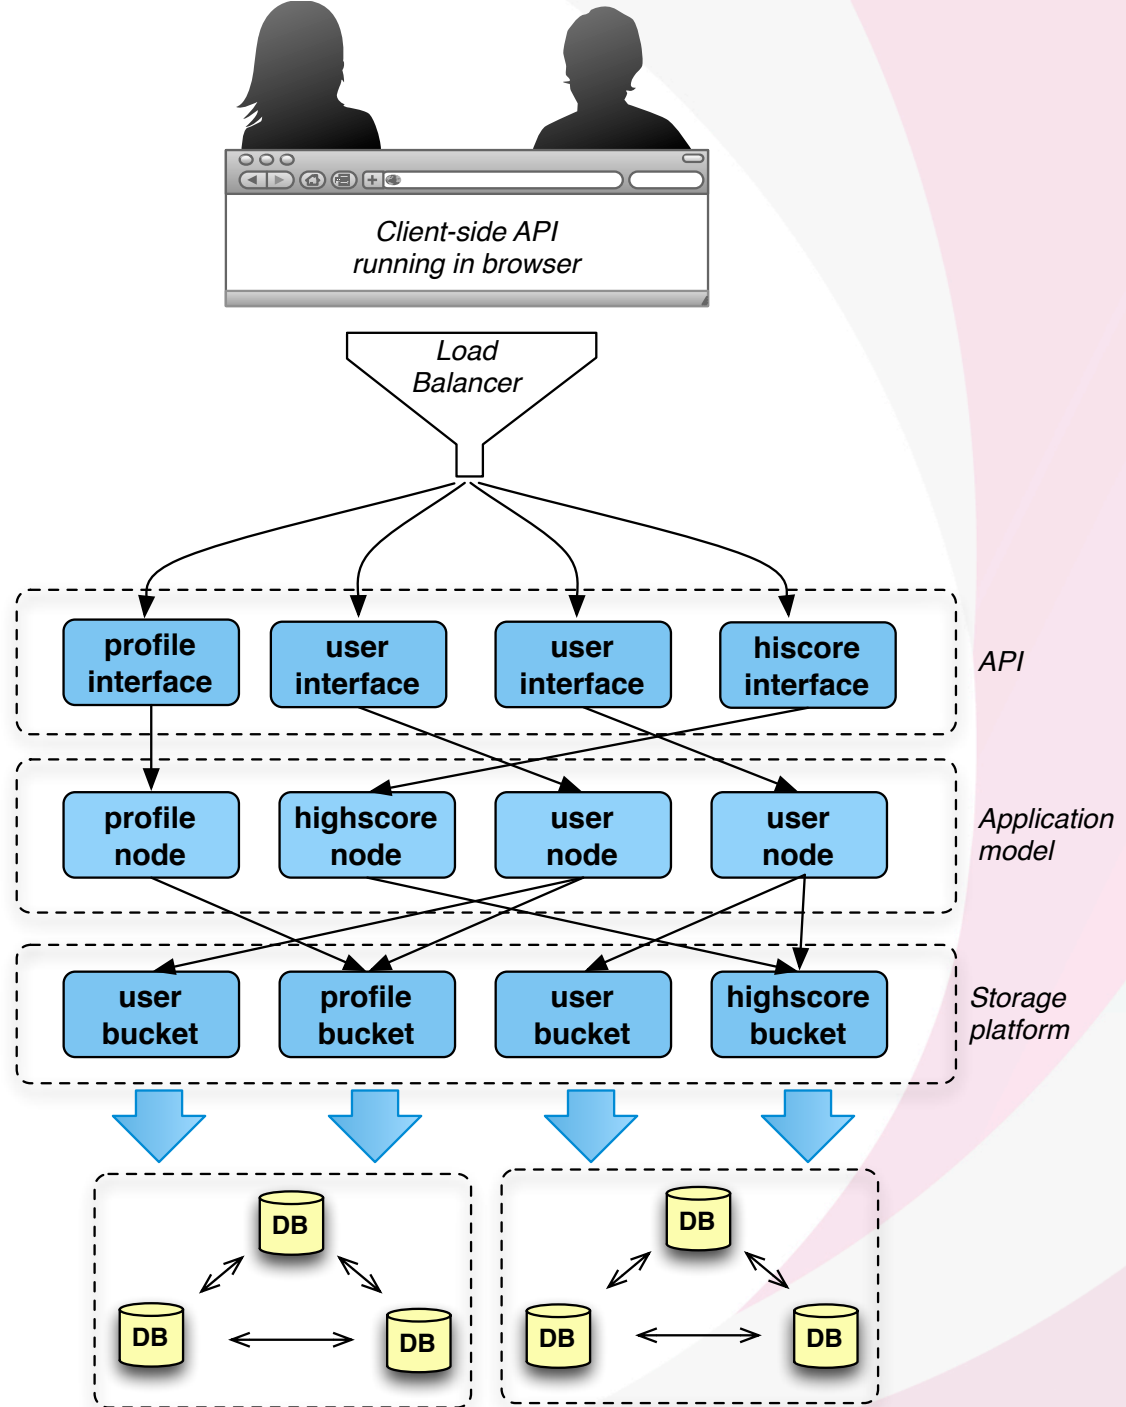 Client-side API
running in browser
Load
Balancer
profile
interface
user
interface
user
interface
hiscore
interface
API
profile
node
highscore
node
user
node
user
node
Application
model
user
bucket
profile
bucket
user
bucket
highscore
bucket
Storage
platform
DB
DB
DB
DB
DB
DB